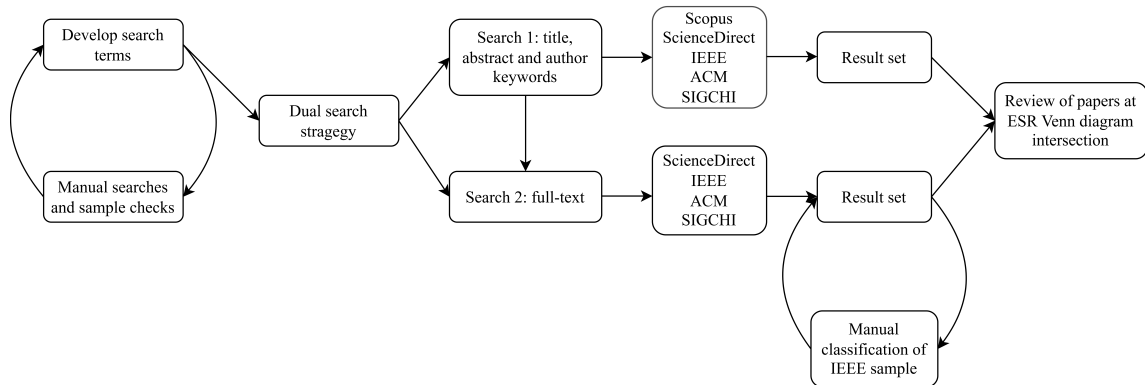 Develop search
terms
Manual searches
and sample checks
Dual search
stragegy
Search 1: title,
abstract and author
keywords
Search 2: full-text
Scopus
ScienceDirect
IEEE
ACM
SIGCHI
ScienceDirect
IEEE
ACM
SIGCHI
Result set
Result set
Manual
classification of
IEEE sample
Review of papers at
ESR Venn diagram
intersection